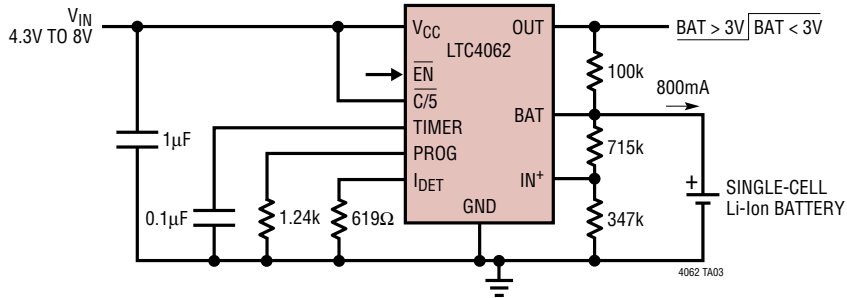 VIN
4.3V TO 8V
VCC
OUT
BAT > 3V
BAT < 3V
LTC4062
EN
100k
C/5
800mA
BAT
TIMER
1µF
715k
PROG
IDET
IN+
+
SINGLE-CELL
Li-Ion BATTERY
GND
0.1µF
1.24k
619Ω
347k
4062 TA03